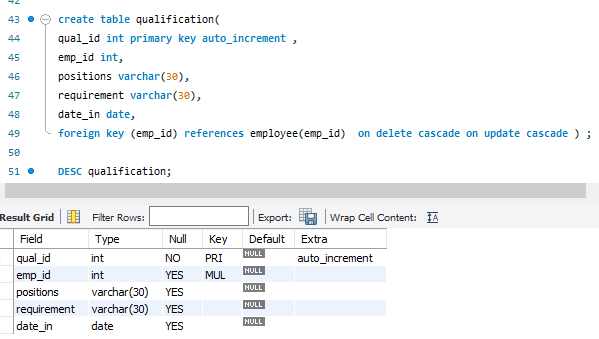 42
43 create table qualification(
44 qual_id int primary key auto_increment ,
45 emp_id int,
46 positions varchar(30),
47 requirement varchar(30),
48 date_in date,
49 foreign key (emp_id) references employee(emp_id)  on delete cascade on update cascade ) ;
50
51 DESC qualification;
Result Grid Filter Rows: Export: Wrap Cell Content: IA
Field Type Null Key Default Extra
qual_id int NO PRI NULL auto_increment
emp_id int YES MUL NULL
positions varchar(30) YES NULL
requirement varchar(30) YES NULL
date_in date YES NULL